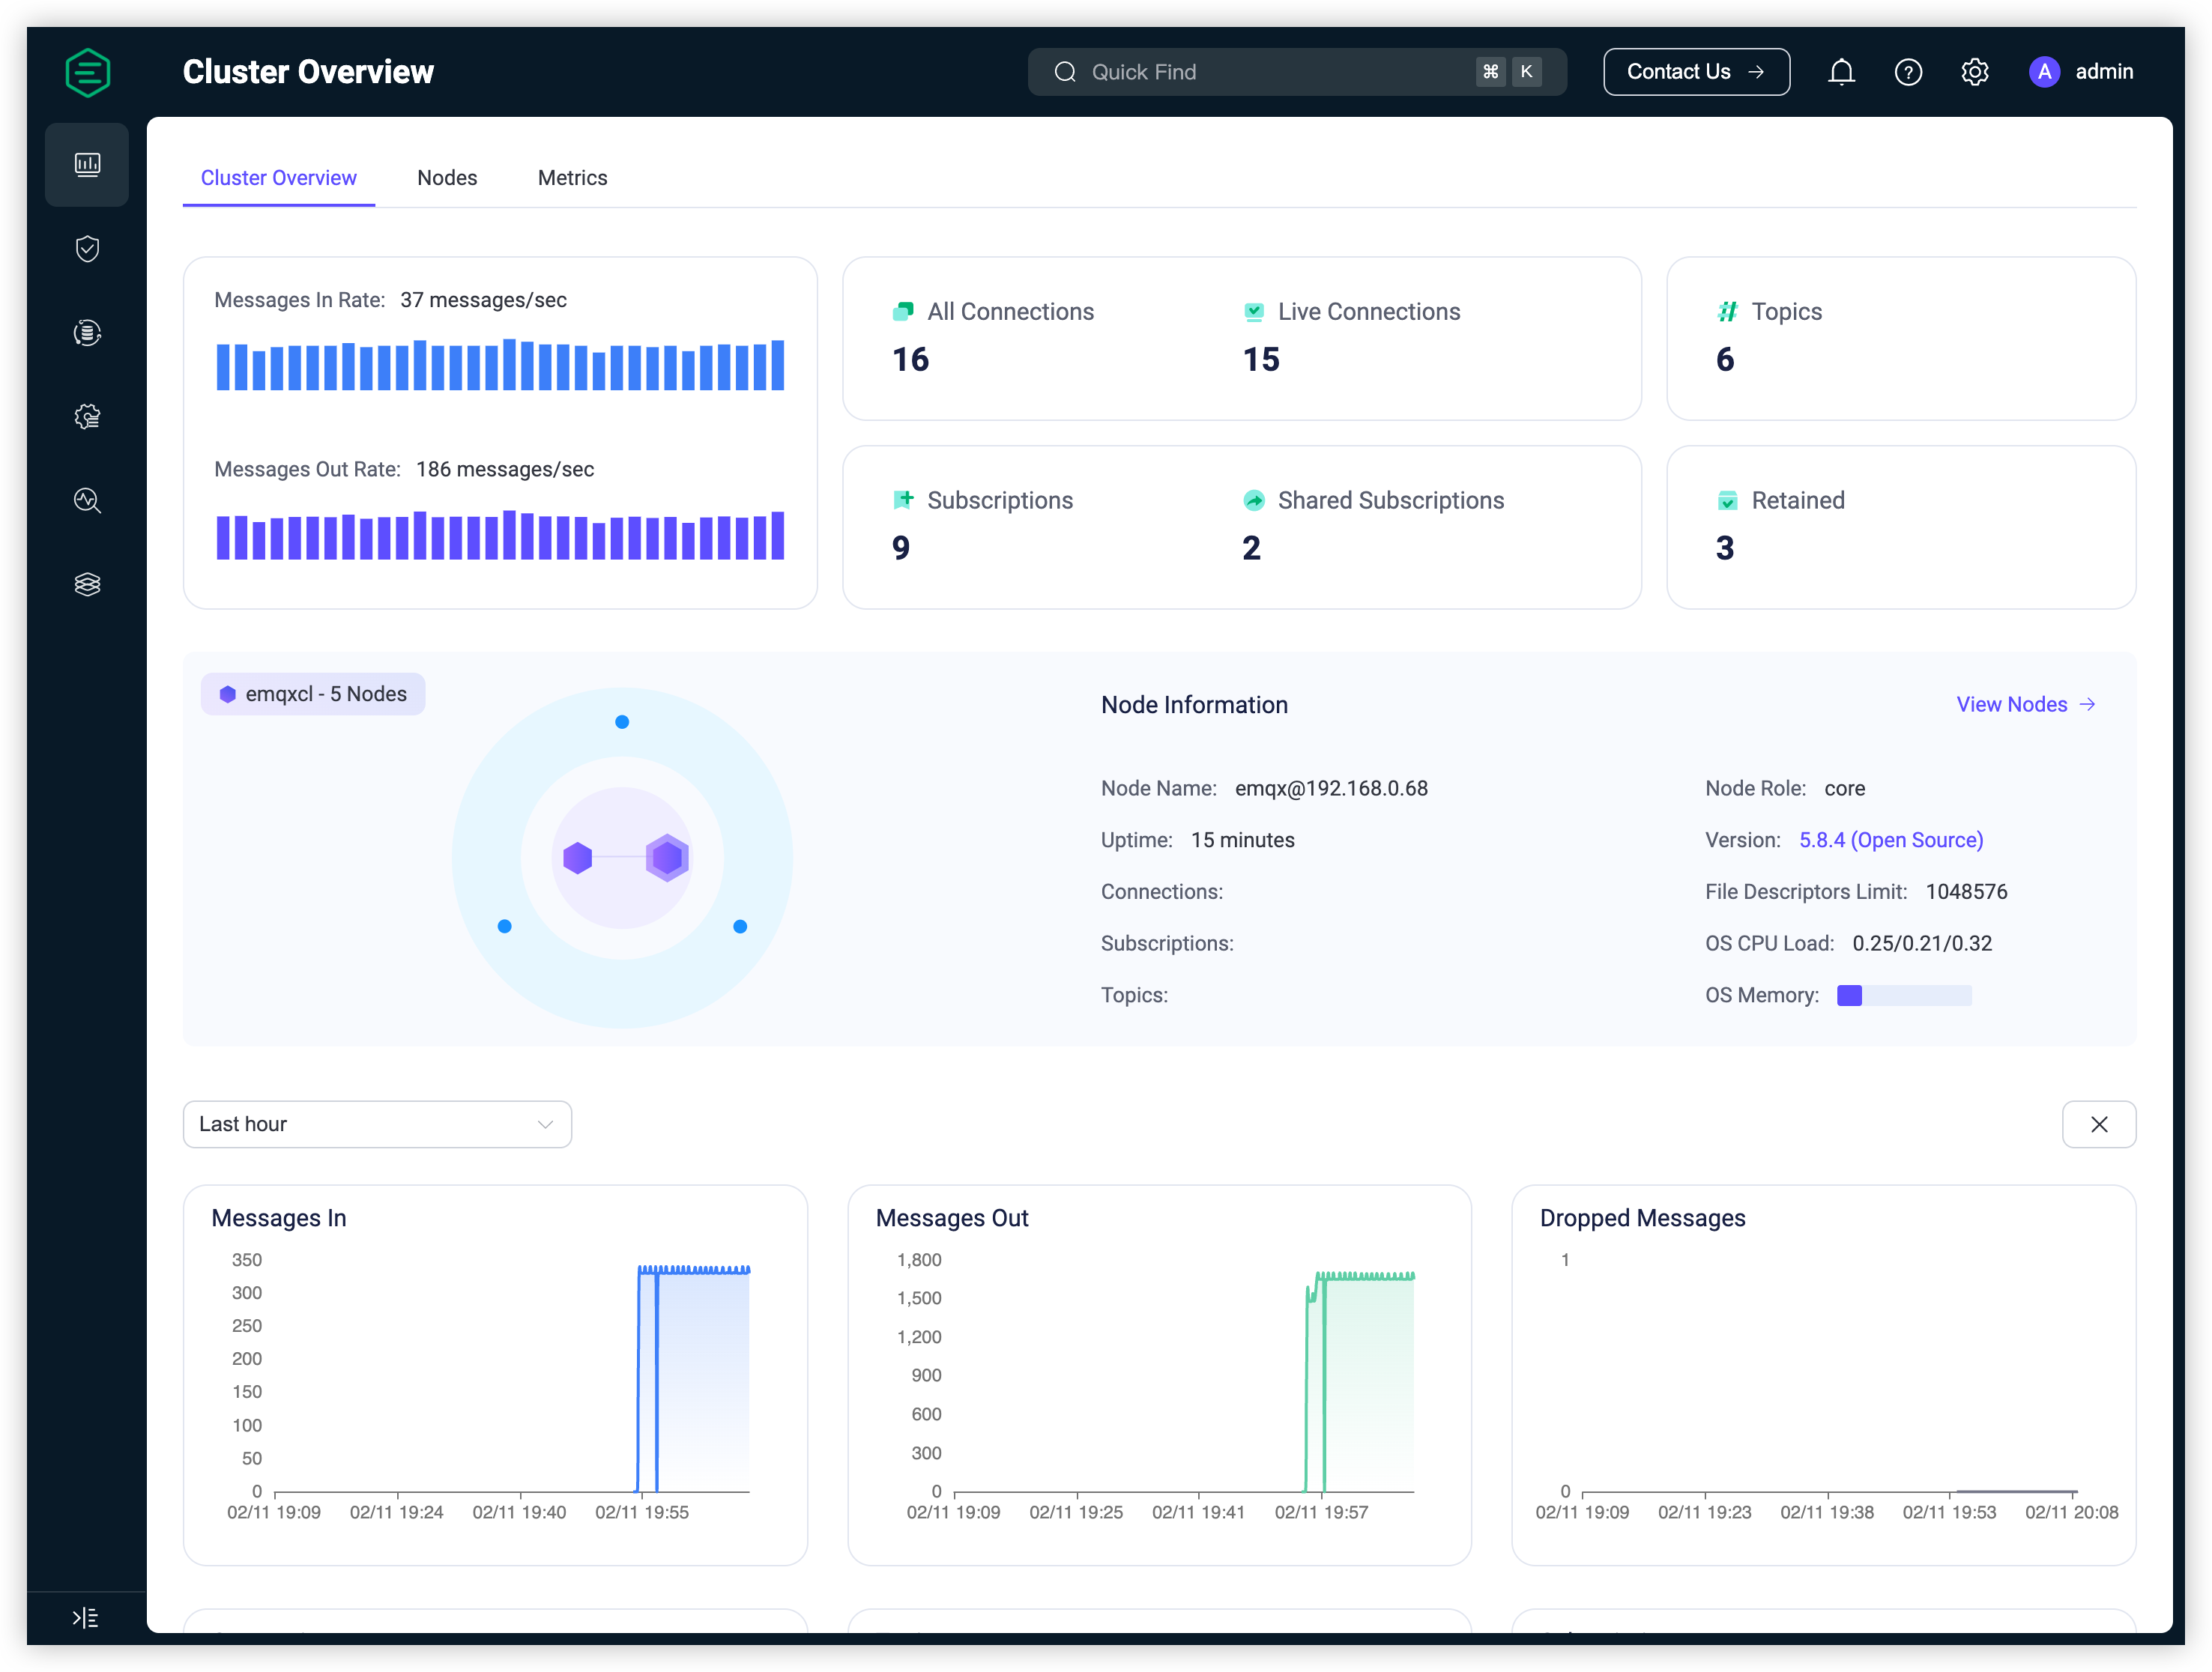 Cluster Overview
Quick Find
⌘ K
Contact Us →
A admin
Cluster Overview Nodes Metrics
Messages In Rate: 37 messages/sec
Messages Out Rate: 186 messages/sec
All Connections
16
Live Connections
15
Topics
6
Subscriptions
9
Shared Subscriptions
2
Retained
3
emqxcl - 5 Nodes
Node Information
View Nodes →
Node Name: emqx@192.168.0.68
Node Role: core
Uptime: 15 minutes
Version: 5.8.4 (Open Source)
Connections:
File Descriptors Limit: 1048576
Subscriptions:
OS CPU Load: 0.25/0.21/0.32
Topics:
OS Memory:
Last hour
Messages In
350
300
250
200
150
100
50
0
02/11 19:09 02/11 19:24 02/11 19:40 02/11 19:55
Messages Out
1,800
1,500
1,200
900
600
300
0
02/11 19:09 02/11 19:25 02/11 19:41 02/11 19:57
Dropped Messages
1
0
02/11 19:09 02/11 19:23 02/11 19:38 02/11 19:53 02/11 20:08